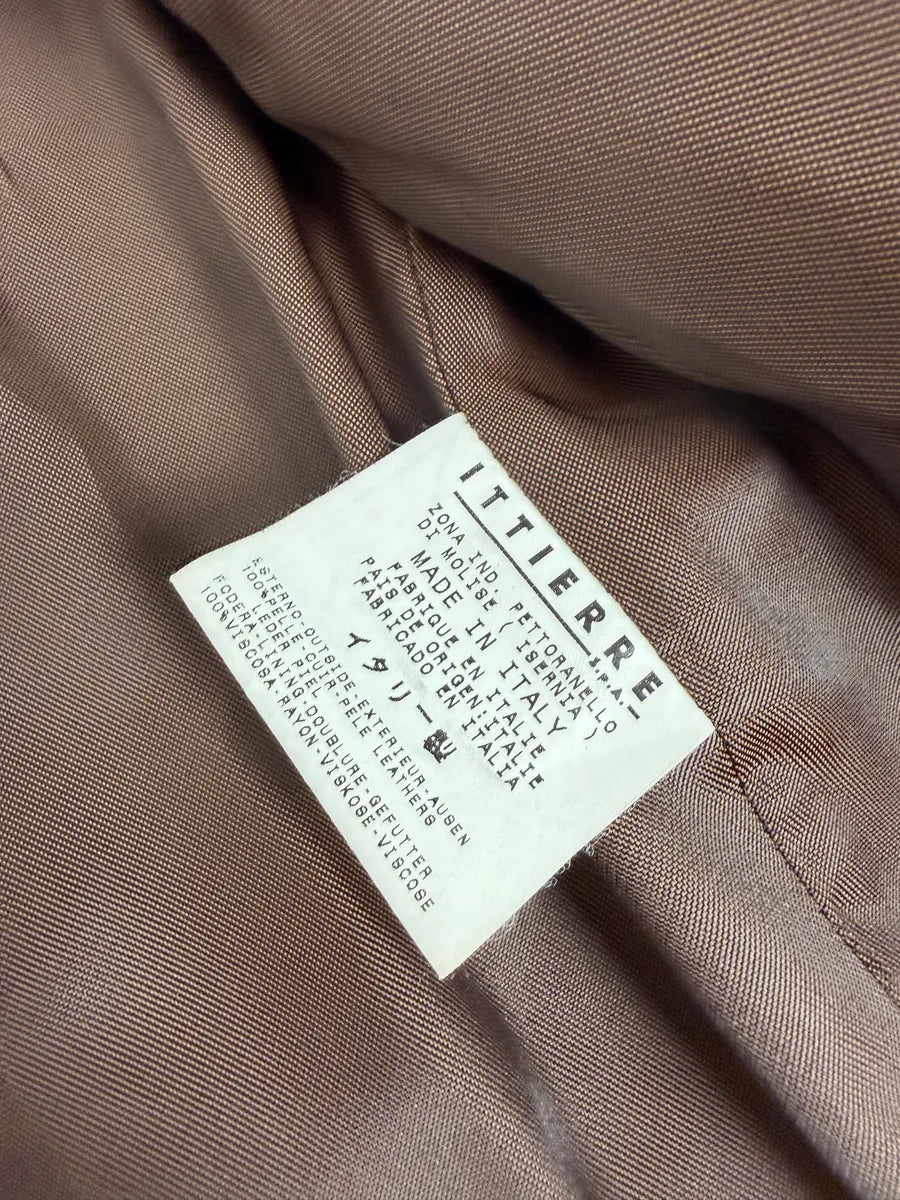 ITTIERRE S.P.A.
ZONA IND. PETTORANELLO
DI MOLISE ( ISERNIA )
MADE IN ITALY
FABRIQUE EN ITALIE
PAIS DE ORIGEN:ITALIE
FABRICADO EN ITALIA
イタリー製
ESTERNO-OUTSIDE-EXTERIEUR-AUSEN
100%PELLE-CUIR-PELE LEATHERS
LEDER-PIEL
FODERA-LINING-DOUBLURE-GEFUTTER
100%VISCOSA-RAYON-VISKOSE-VISCOSE